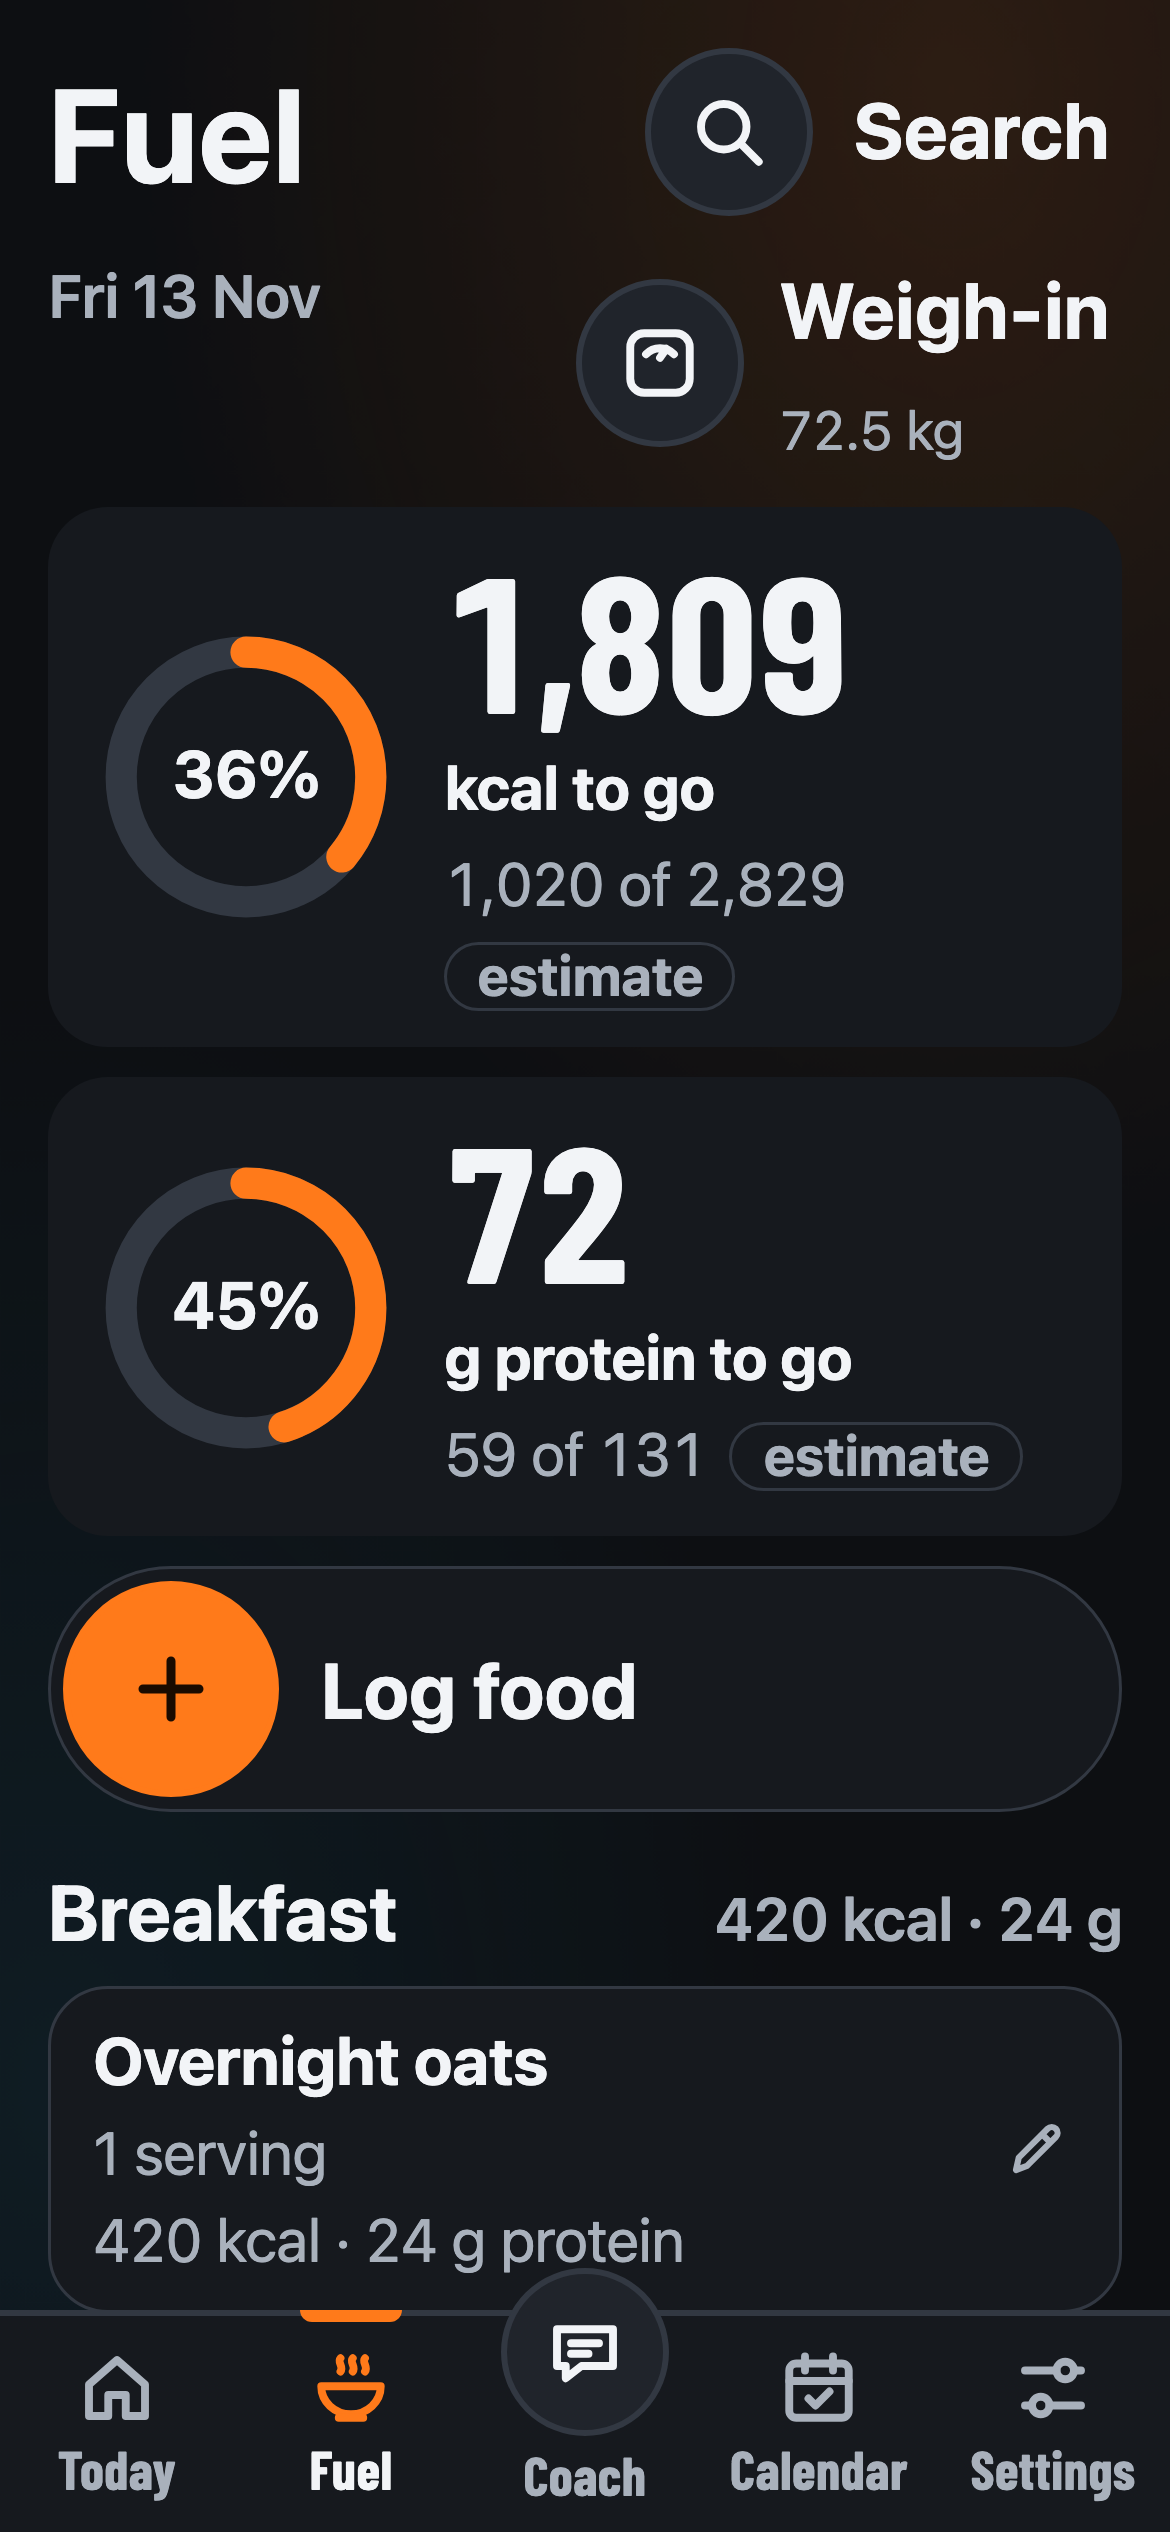 Fuel
Search
Fri 13 Nov
Weigh-in
72.5 kg
36%
1,809
kcal to go
1,020 of 2,829
estimate
45%
72
g protein to go
59 of 131 estimate
Log food
Breakfast 420 kcal · 24 g
Overnight oats
1 serving
420 kcal · 24 g protein
Today Fuel Coach Calendar Settings